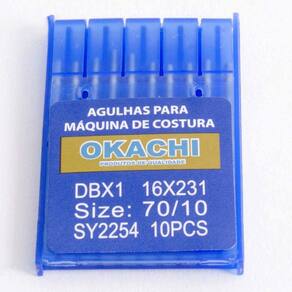 AGULHAS PARA
MÁQUINA DE COSTURA
OKACHI
PRODUTOS DE QUALIDADE
DBX1 16X231
Size: 70/10
SY2254 10PCS